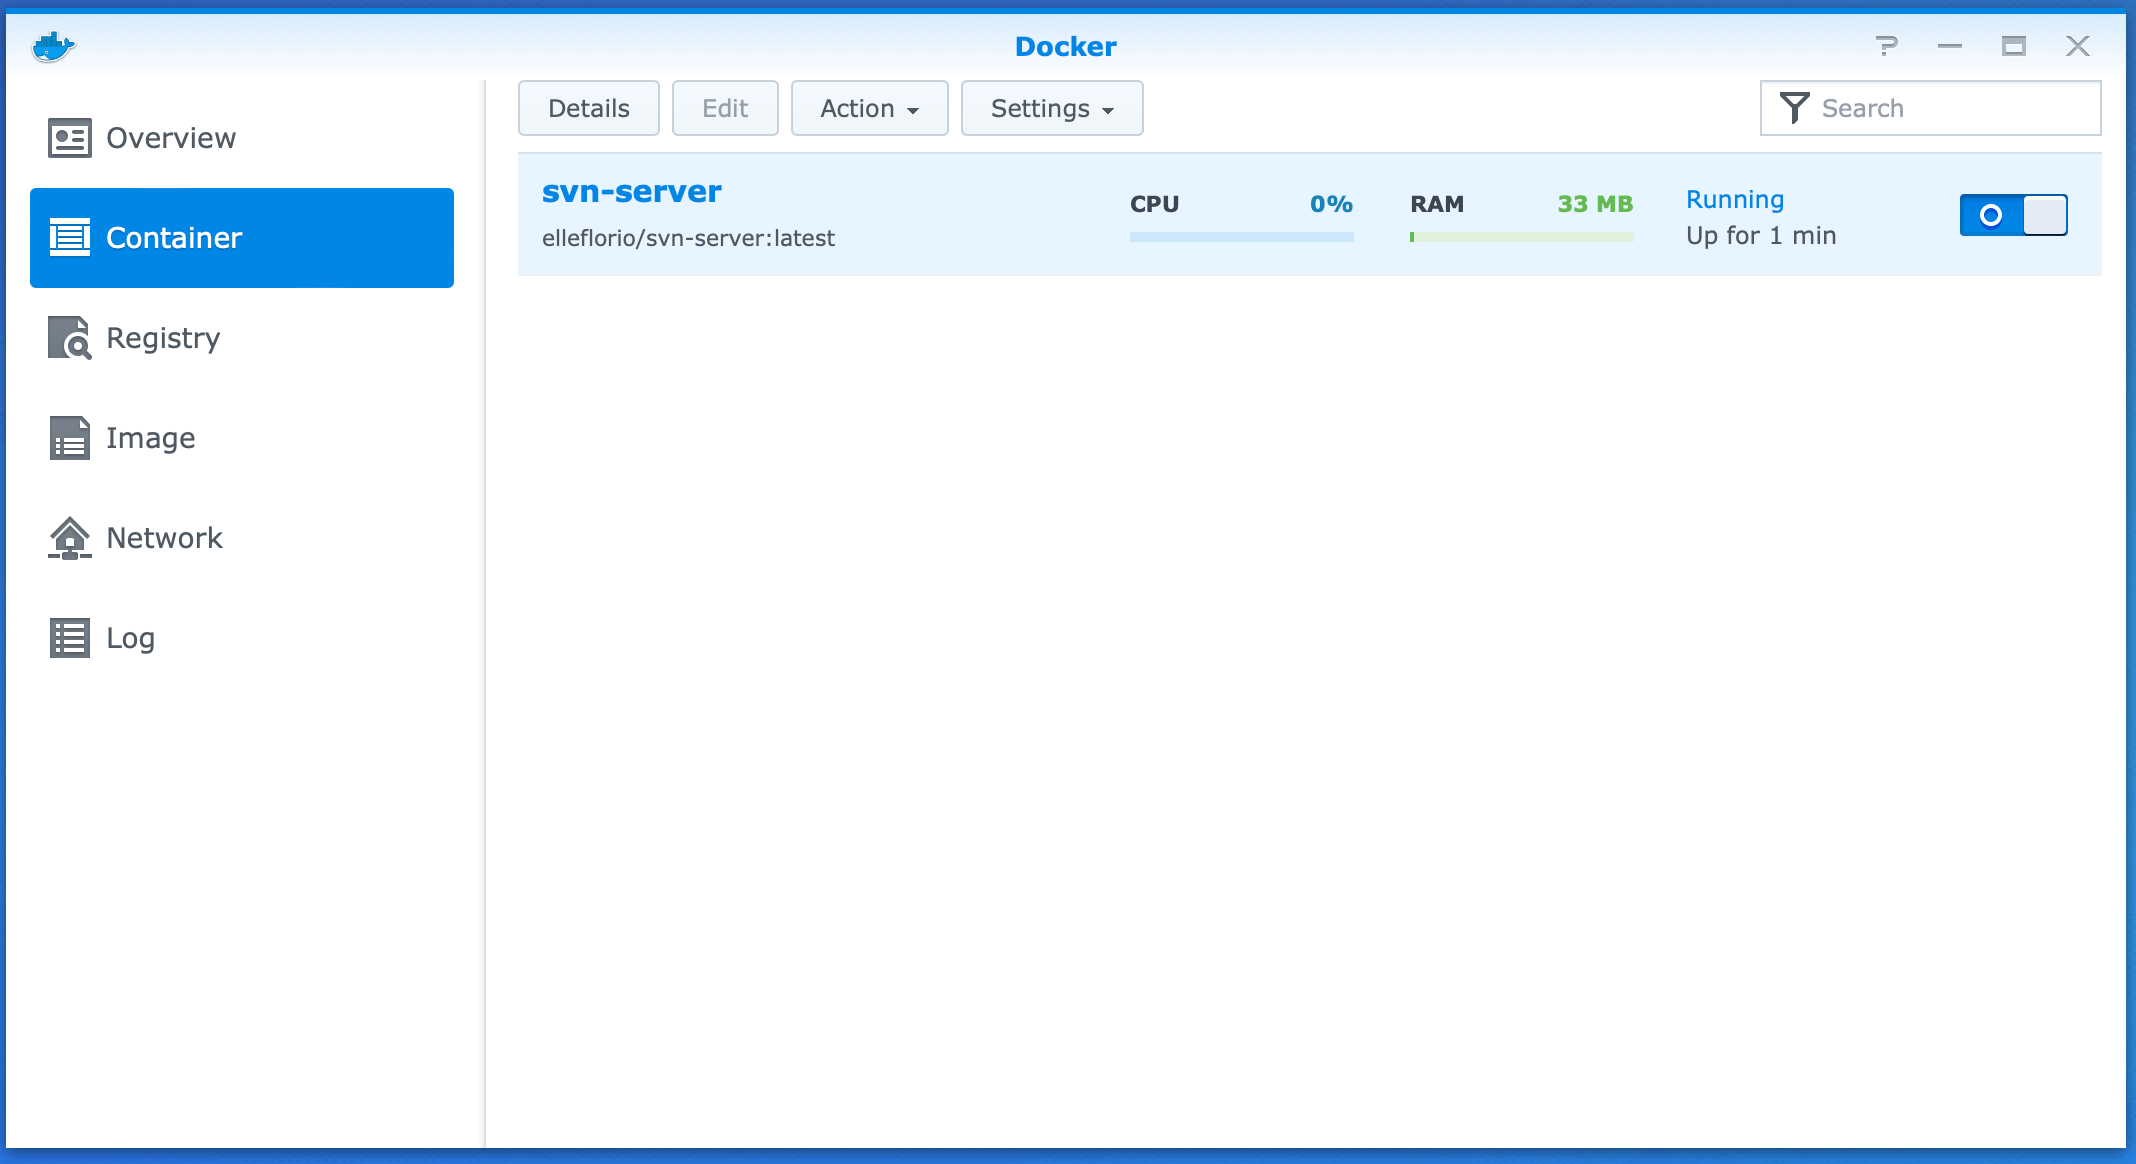 Docker
Overview
Container
Registry
Image
Network
Log
Details
Edit
Action
Settings
Search
svn-server
elleflorio/svn-server:latest
CPU 0%
RAM 33 MB
Running
Up for 1 min